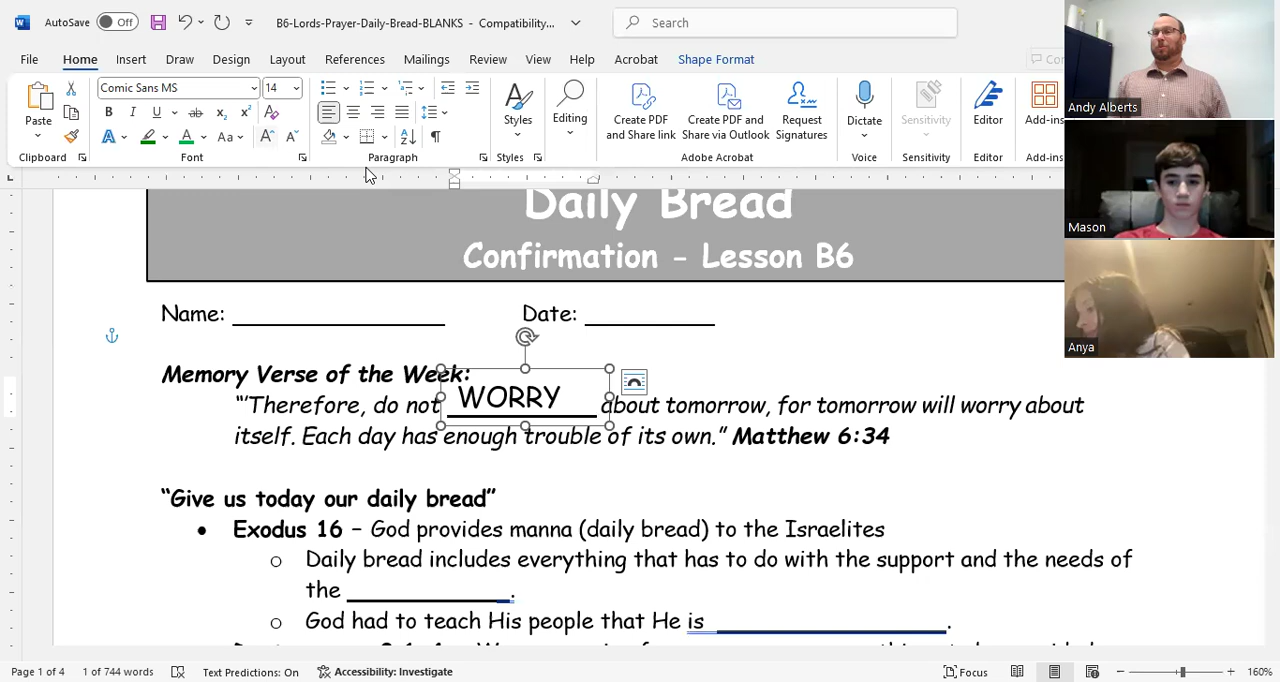 AutoSave Off B6-Lords-Prayer-Daily-Bread-BLANKS - Compatibility... Search
File Home Insert Draw Design Layout References Mailings Review View Help Acrobat Shape Format
Comic Sans MS 14
Paste Styles Editing Create PDF and Share link Create PDF and Share via Outlook Request Signatures Dictate Sensitivity Editor Add-ins
Clipboard Font Paragraph Styles Adobe Acrobat Voice Sensitivity Editor Add-ins
Andy Alberts
Mason
Anya
Daily Bread
Confirmation - Lesson B6
Name: Date:
Memory Verse of the Week:
"'Therefore, do not WORRY about tomorrow, for tomorrow will worry about
itself. Each day has enough trouble of its own." Matthew 6:34
"Give us today our daily bread"
• Exodus 16 – God provides manna (daily bread) to the Israelites
o Daily bread includes everything that has to do with the support and the needs of
the ____________.
o God had to teach His people that He is ____________________.
Page 1 of 4 1 of 744 words Text Predictions: On Accessibility: Investigate Focus 160%